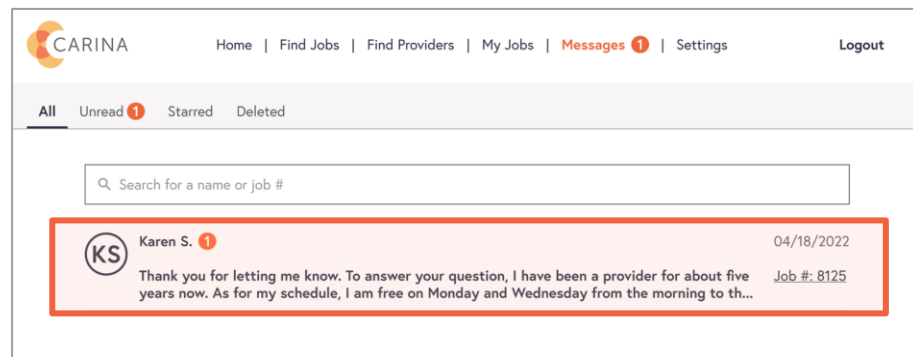 CARINA
Home | Find Jobs | Find Providers | My Jobs | Messages 1 | Settings
Logout
All Unread 1 Starred Deleted
Search for a name or job #
KS
Karen S. 1
04/18/2022
Thank you for letting me know. To answer your question, I have been a provider for about five
Job #: 8125
years now. As for my schedule, I am free on Monday and Wednesday from the morning to th...